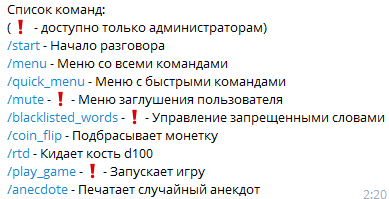 Список команд:
(❗ - доступно только администраторам)
/start - Начало разговора
/menu - Меню со всеми командами
/quick_menu - Меню с быстрыми командами
/mute - ❗ - Меню заглушения пользователя
/blacklisted_words - ❗ - Управление запрещенными словами
/coin_flip - Подбрасывает монетку
/rtd - Кидает кость d100
/play_game - ❗ - Запускает игру
/anecdote - Печатает случайный анекдот
2:20